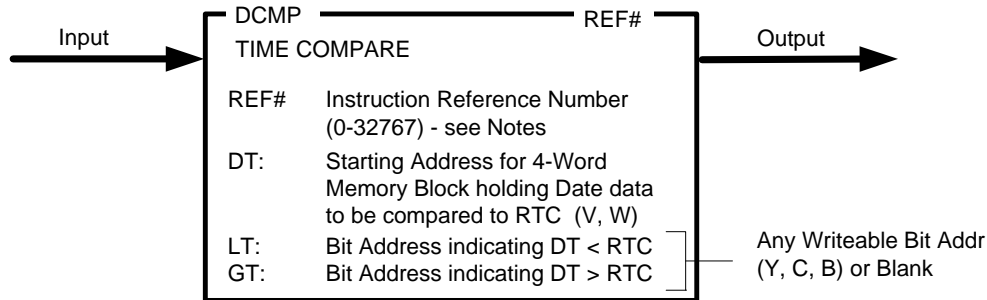 DCMP REF#
Input
Output
TIME COMPARE
REF# Instruction Reference Number
(0-32767) - see Notes
DT: Starting Address for 4-Word
Memory Block holding Date data
to be compared to RTC (V, W)
LT: Bit Address indicating DT < RTC
GT: Bit Address indicating DT > RTC
Any Writeable Bit Addr
(Y, C, B) or Blank